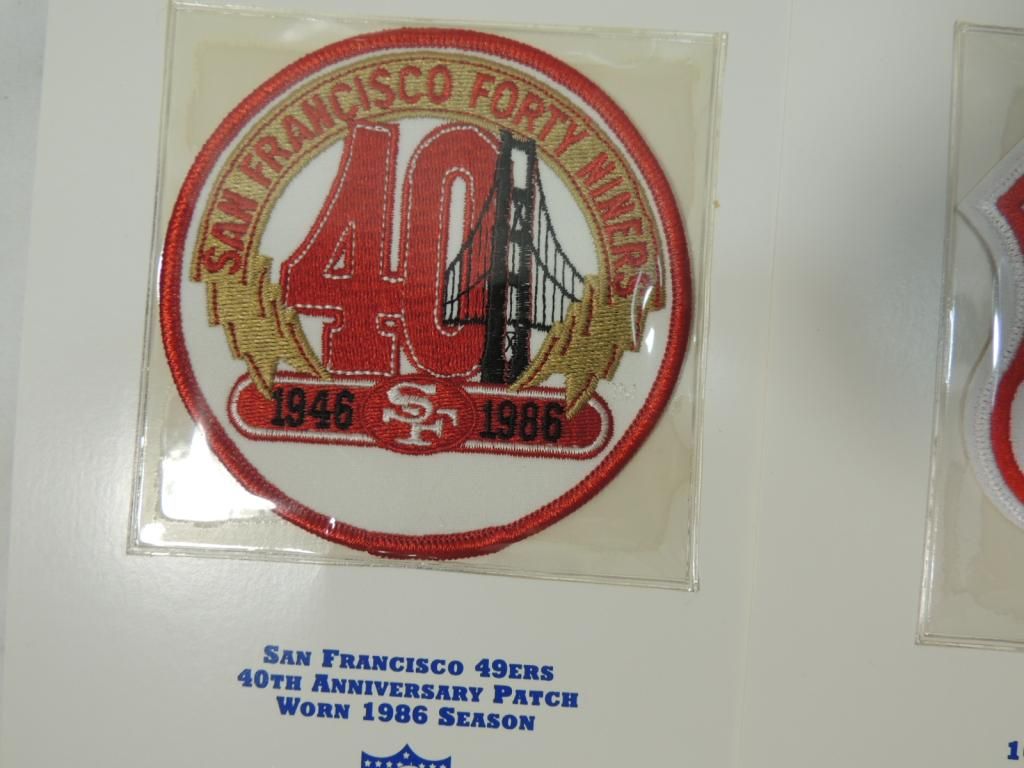 SAN FRANCISCO FORTY NINERS
40
1946 SF 1986
SAN FRANCISCO 49ERS
40TH ANNIVERSARY PATCH
WORN 1986 SEASON